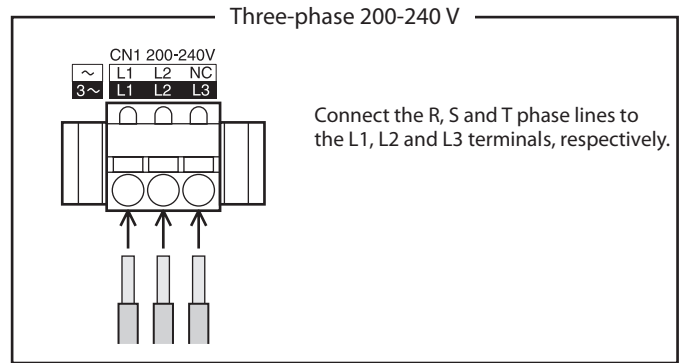 Three-phase 200-240 V
CN1 200-240V
~ L1 L2 NC
3~ L1 L2 L3
Connect the R, S and T phase lines to
the L1, L2 and L3 terminals, respectively.